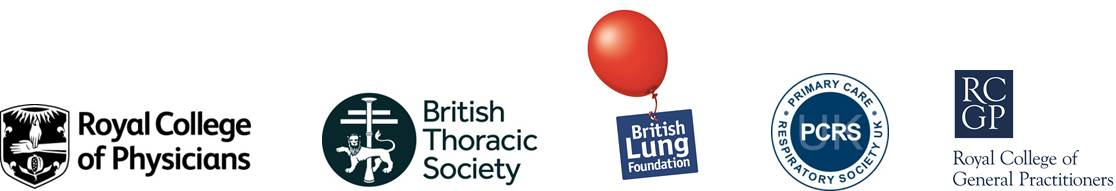 Royal College
of Physicians
British
Thoracic
Society
British
Lung
Foundation
PRIMARY CARE
RESPIRATORY SOCIETY UK
UK
PCRS
RC
GP
Royal College of
General Practitioners